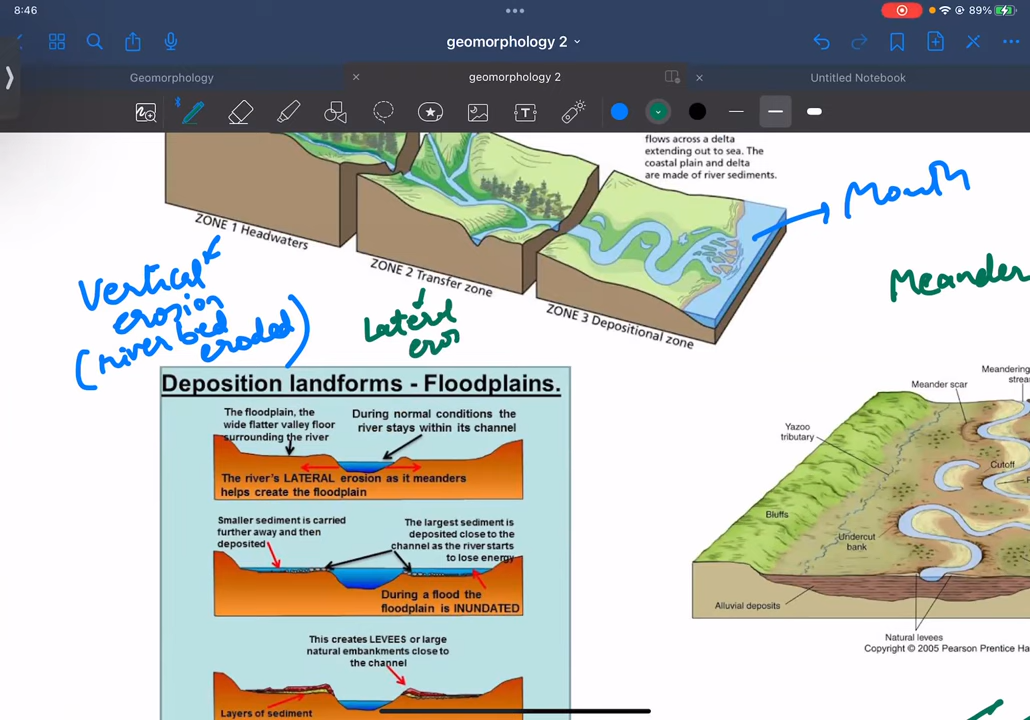 8:46
89%
geomorphology 2
Geomorphology
geomorphology 2
Untitled Notebook
flows across a delta
extending out to sea. The
coastal plain and delta
are made of river sediments.
Mouth
ZONE 1 Headwaters
ZONE 2 Transfer zone
ZONE 3 Depositional zone
Vertical
erosion
(river bed
eroded)
Lateral
eron
Meander
Deposition landforms - Floodplains.
The floodplain, the
wide flatter valley floor
surrounding the river
During normal conditions the
river stays within its channel
The river's LATERAL erosion as it meanders
helps create the floodplain
Smaller sediment is carried
further away and then
deposited
The largest sediment is
deposited close to the
channel as the river starts
to lose energy
During a flood the
floodplain is INUNDATED
This creates LEVEES or large
natural embankments close to
the channel
Layers of sediment
Meander scar
Meandering
strea
Yazoo
tributary
Cutoff
Bluffs
Undercut
bank
Alluvial deposits
Natural levees
Copyright © 2005 Pearson Prentice Ha